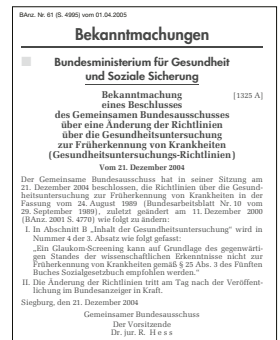 BAnz. Nr. 61 (S. 4995) vom 01.04.2005
Bekanntmachungen
Bundesministerium für Gesundheit
und Soziale Sicherung
Bekanntmachung [1325 A]
eines Beschlusses
des Gemeinsamen Bundesausschusses
über eine Änderung der Richtlinien
über die Gesundheitsuntersuchung
zur Früherkennung von Krankheiten
(Gesundheitsuntersuchungs-Richtlinien)
Vom 21. Dezember 2004
Der Gemeinsame Bundesausschuss hat in seiner Sitzung am
21. Dezember 2004 beschlossen, die Richtlinien über die Gesund-
heitsuntersuchung zur Früherkennung von Krankheiten in der
Fassung vom 24. August 1989 (Bundesarbeitsblatt Nr. 10 vom
29. September 1989), zuletzt geändert am 11. Dezember 2000
(BAnz. 2001 S. 4770) wie folgt zu ändern:
I. In Abschnitt B „Inhalt der Gesundheitsuntersuchung“ wird in
Nummer 4 der 3. Absatz wie folgt gefasst:
„Ein Glaukom-Screening kann auf Grundlage des gegenwärti-
gen Standes der wissenschaftlichen Erkenntnisse nicht zur
Früherkennung von Krankheiten gemäß § 25 Abs. 3 des Fünften
Buches Sozialgesetzbuch empfohlen werden.“
II. Die Änderung der Richtlinien tritt am Tag nach der Veröffent-
lichung im Bundesanzeiger in Kraft.
Siegburg, den 21. Dezember 2004
Gemeinsamer Bundesausschuss
Der Vorsitzende
Dr. jur. R. H e s s